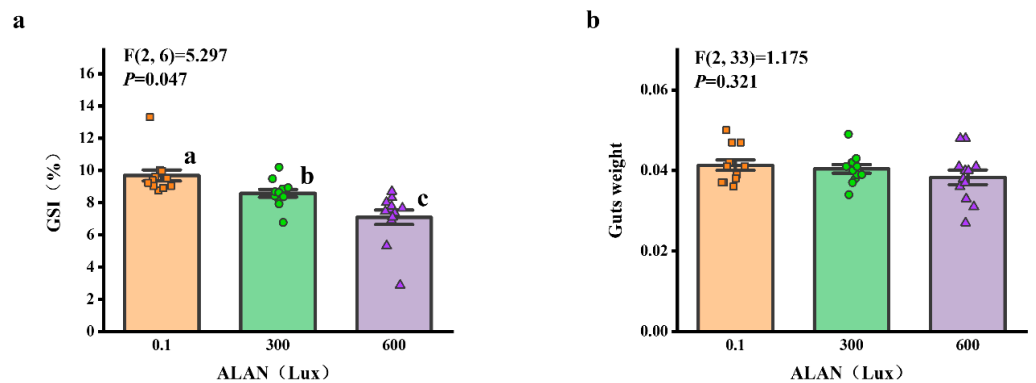 a
F(2, 6)=5.297
P=0.047
GSI（%）
16
14
12
10
8
6
4
2
0
a
b
c
0.1
300
600
ALAN（Lux）
b
F(2, 33)=1.175
P=0.321
Guts weight
0.06
0.04
0.02
0.00
0.1
300
600
ALAN（Lux）